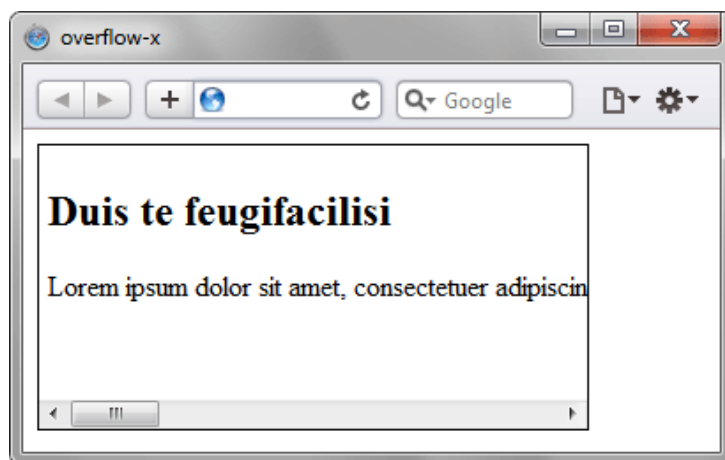 overflow-x
Google
Duis te feugifacilisi
Lorem ipsum dolor sit amet, consectetuer adipiscin